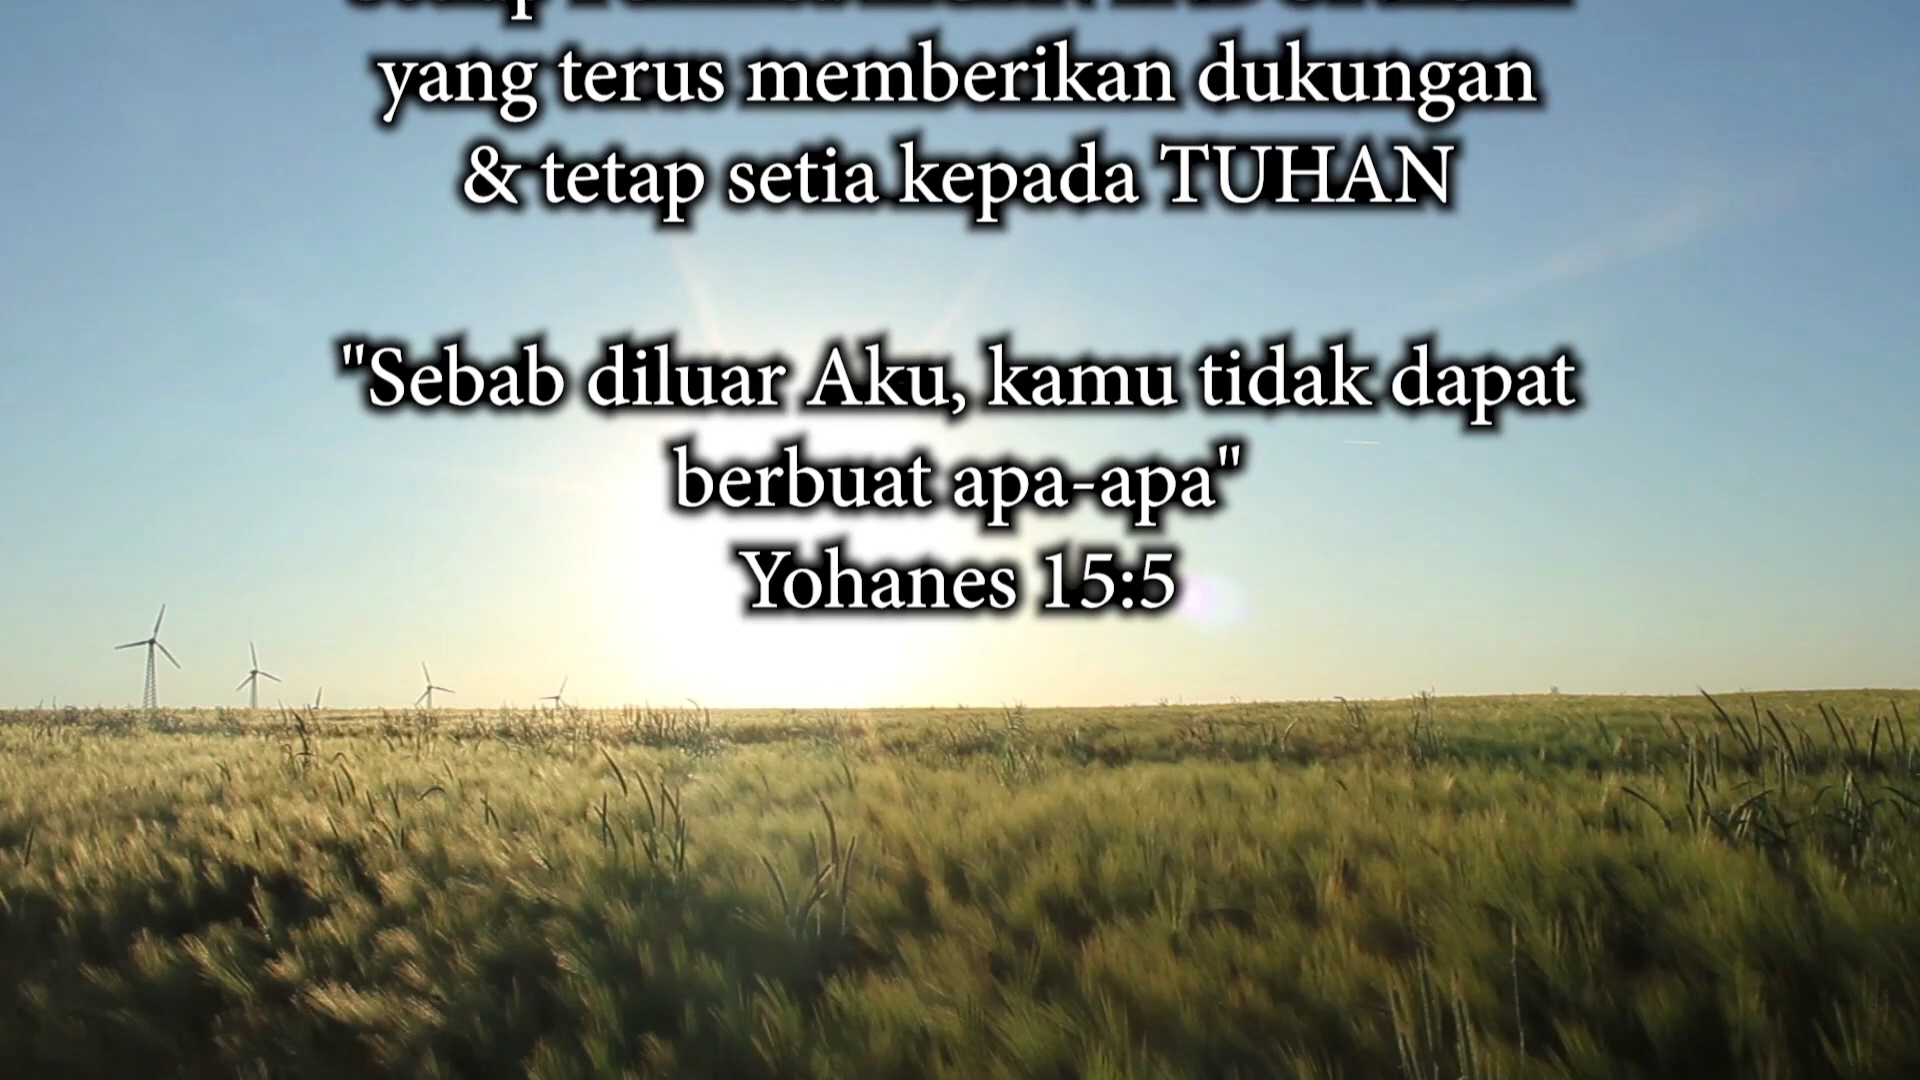 yang terus memberikan dukungan
& tetap setia kepada TUHAN
"Sebab diluar Aku, kamu tidak dapat
berbuat apa-apa"
Yohanes 15:5